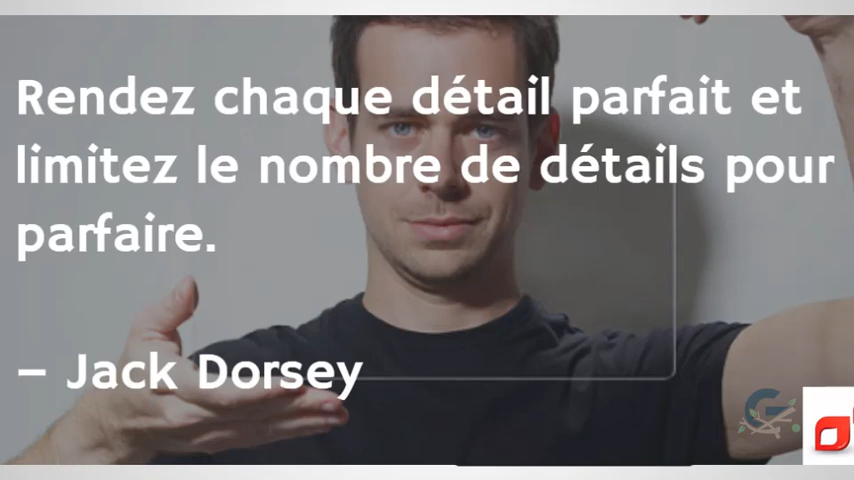 Rendez chaque détail parfait et
limitez le nombre de détails pour
parfaire.
– Jack Dorsey